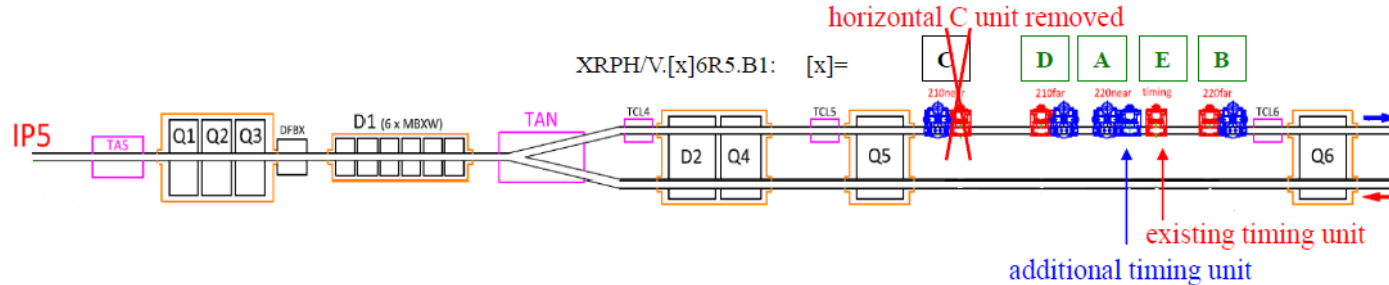 horizontal C unit removed
XRPH/V.[x]6R5.B1: [x]= C D A E B
210near 210far 220near timing 220far
IP5 TAS Q1 Q2 Q3 DFBX D1 (6 x MBXW) TAN TCL4 D2 Q4 TCL5 Q5 TCL6 Q6
existing timing unit
additional timing unit